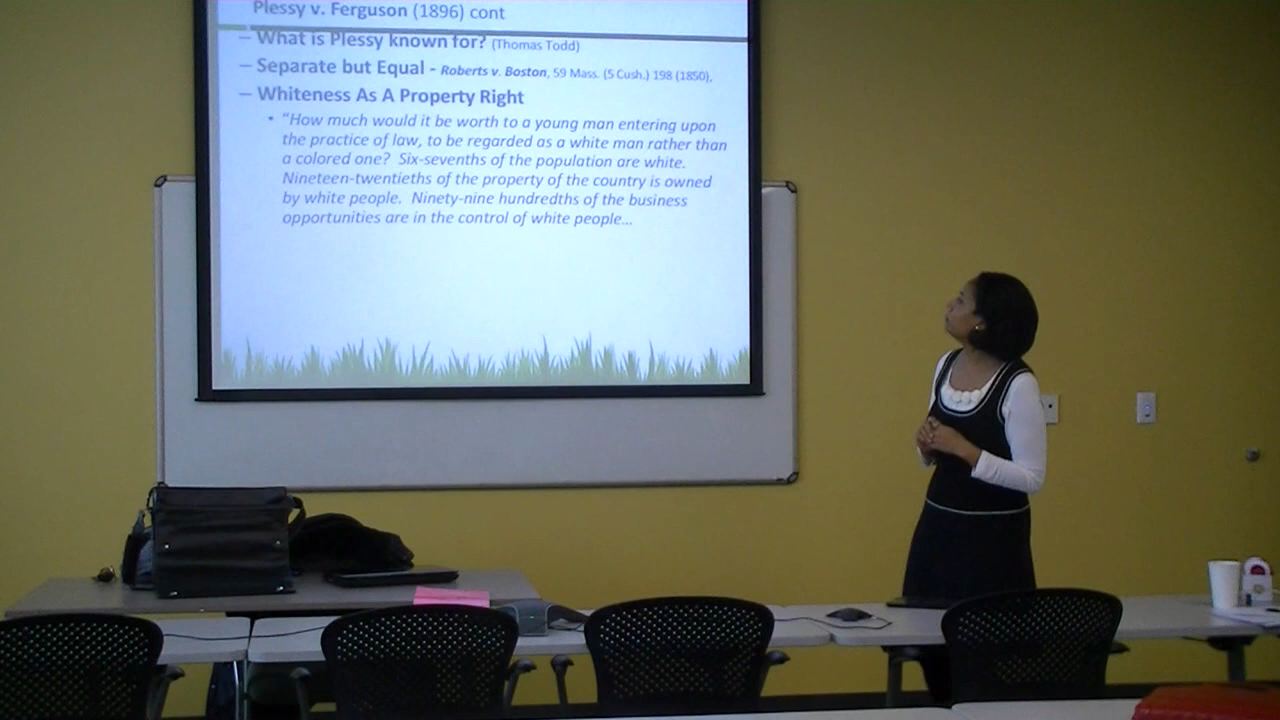 Plessy v. Ferguson (1896) cont
– What is Plessy known for? (Thomas Todd)
– Separate but Equal - Roberts v. Boston, 59 Mass. (5 Cush.) 198 (1850),
– Whiteness As A Property Right
• “How much would it be worth to a young man entering upon
the practice of law, to be regarded as a white man rather than
a colored one? Six-sevenths of the population are white.
Nineteen-twentieths of the property of the country is owned
by white people. Ninety-nine hundredths of the business
opportunities are in the control of white people…